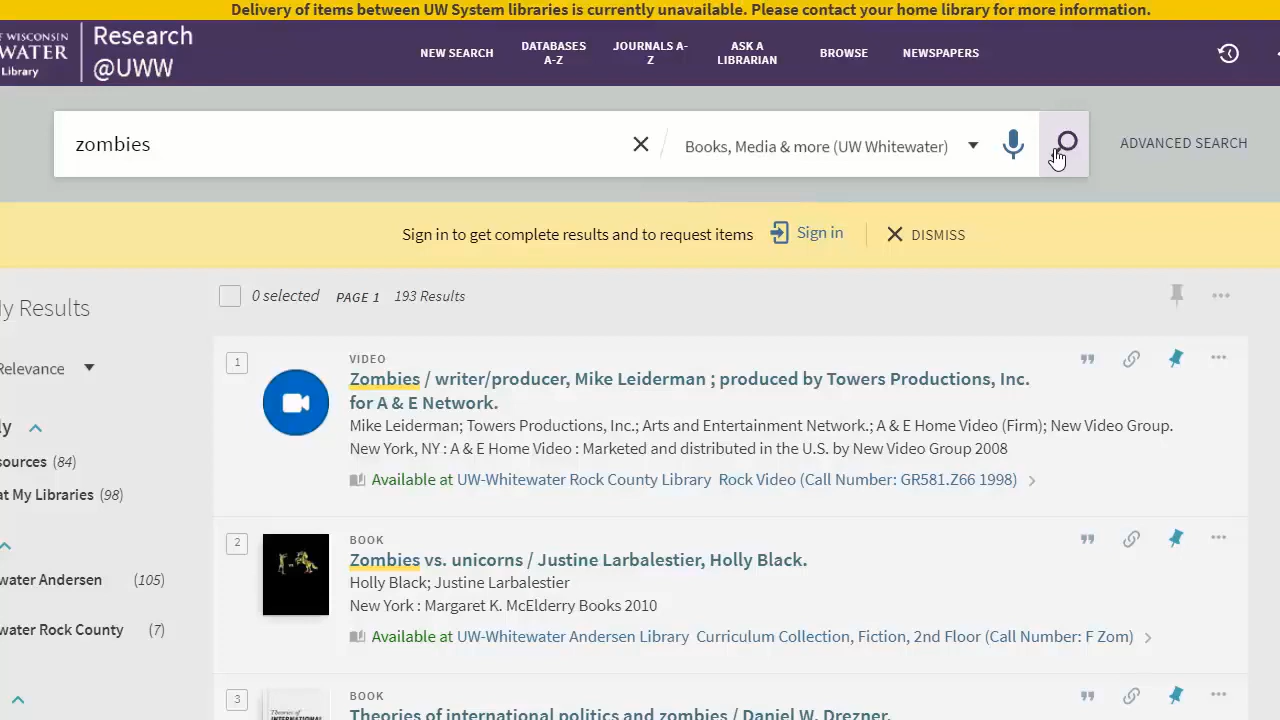 Delivery of items between UW System libraries is currently unavailable. Please contact your home library for more information.
WISCONSIN
WATER
Library
Research
@UWW
NEW SEARCH
DATABASES
A-Z
JOURNALS A-
Z
ASK A
LIBRARIAN
BROWSE
NEWSPAPERS
zombies
Books, Media & more (UW Whitewater)
ADVANCED SEARCH
Sign in to get complete results and to request items
Sign in
DISMISS
My Results
0 selected PAGE 1 193 Results
Relevance
ly
sources (84)
at My Libraries (98)
water Andersen (105)
water Rock County (7)
1
VIDEO
Zombies / writer/producer, Mike Leiderman ; produced by Towers Productions, Inc.
for A & E Network.
Mike Leiderman; Towers Productions, Inc.; Arts and Entertainment Network.; A & E Home Video (Firm); New Video Group.
New York, NY : A & E Home Video : Marketed and distributed in the U.S. by New Video Group 2008
Available at UW-Whitewater Rock County Library Rock Video (Call Number: GR581.Z66 1998)
2
BOOK
Zombies vs. unicorns / Justine Larbalestier, Holly Black.
Holly Black; Justine Larbalestier
New York : Margaret K. McElderry Books 2010
Available at UW-Whitewater Andersen Library Curriculum Collection, Fiction, 2nd Floor (Call Number: F Zom)
3
BOOK
Theories of
INTERNATIONAL
Theories of international politics and zombies / Daniel W. Drezner.